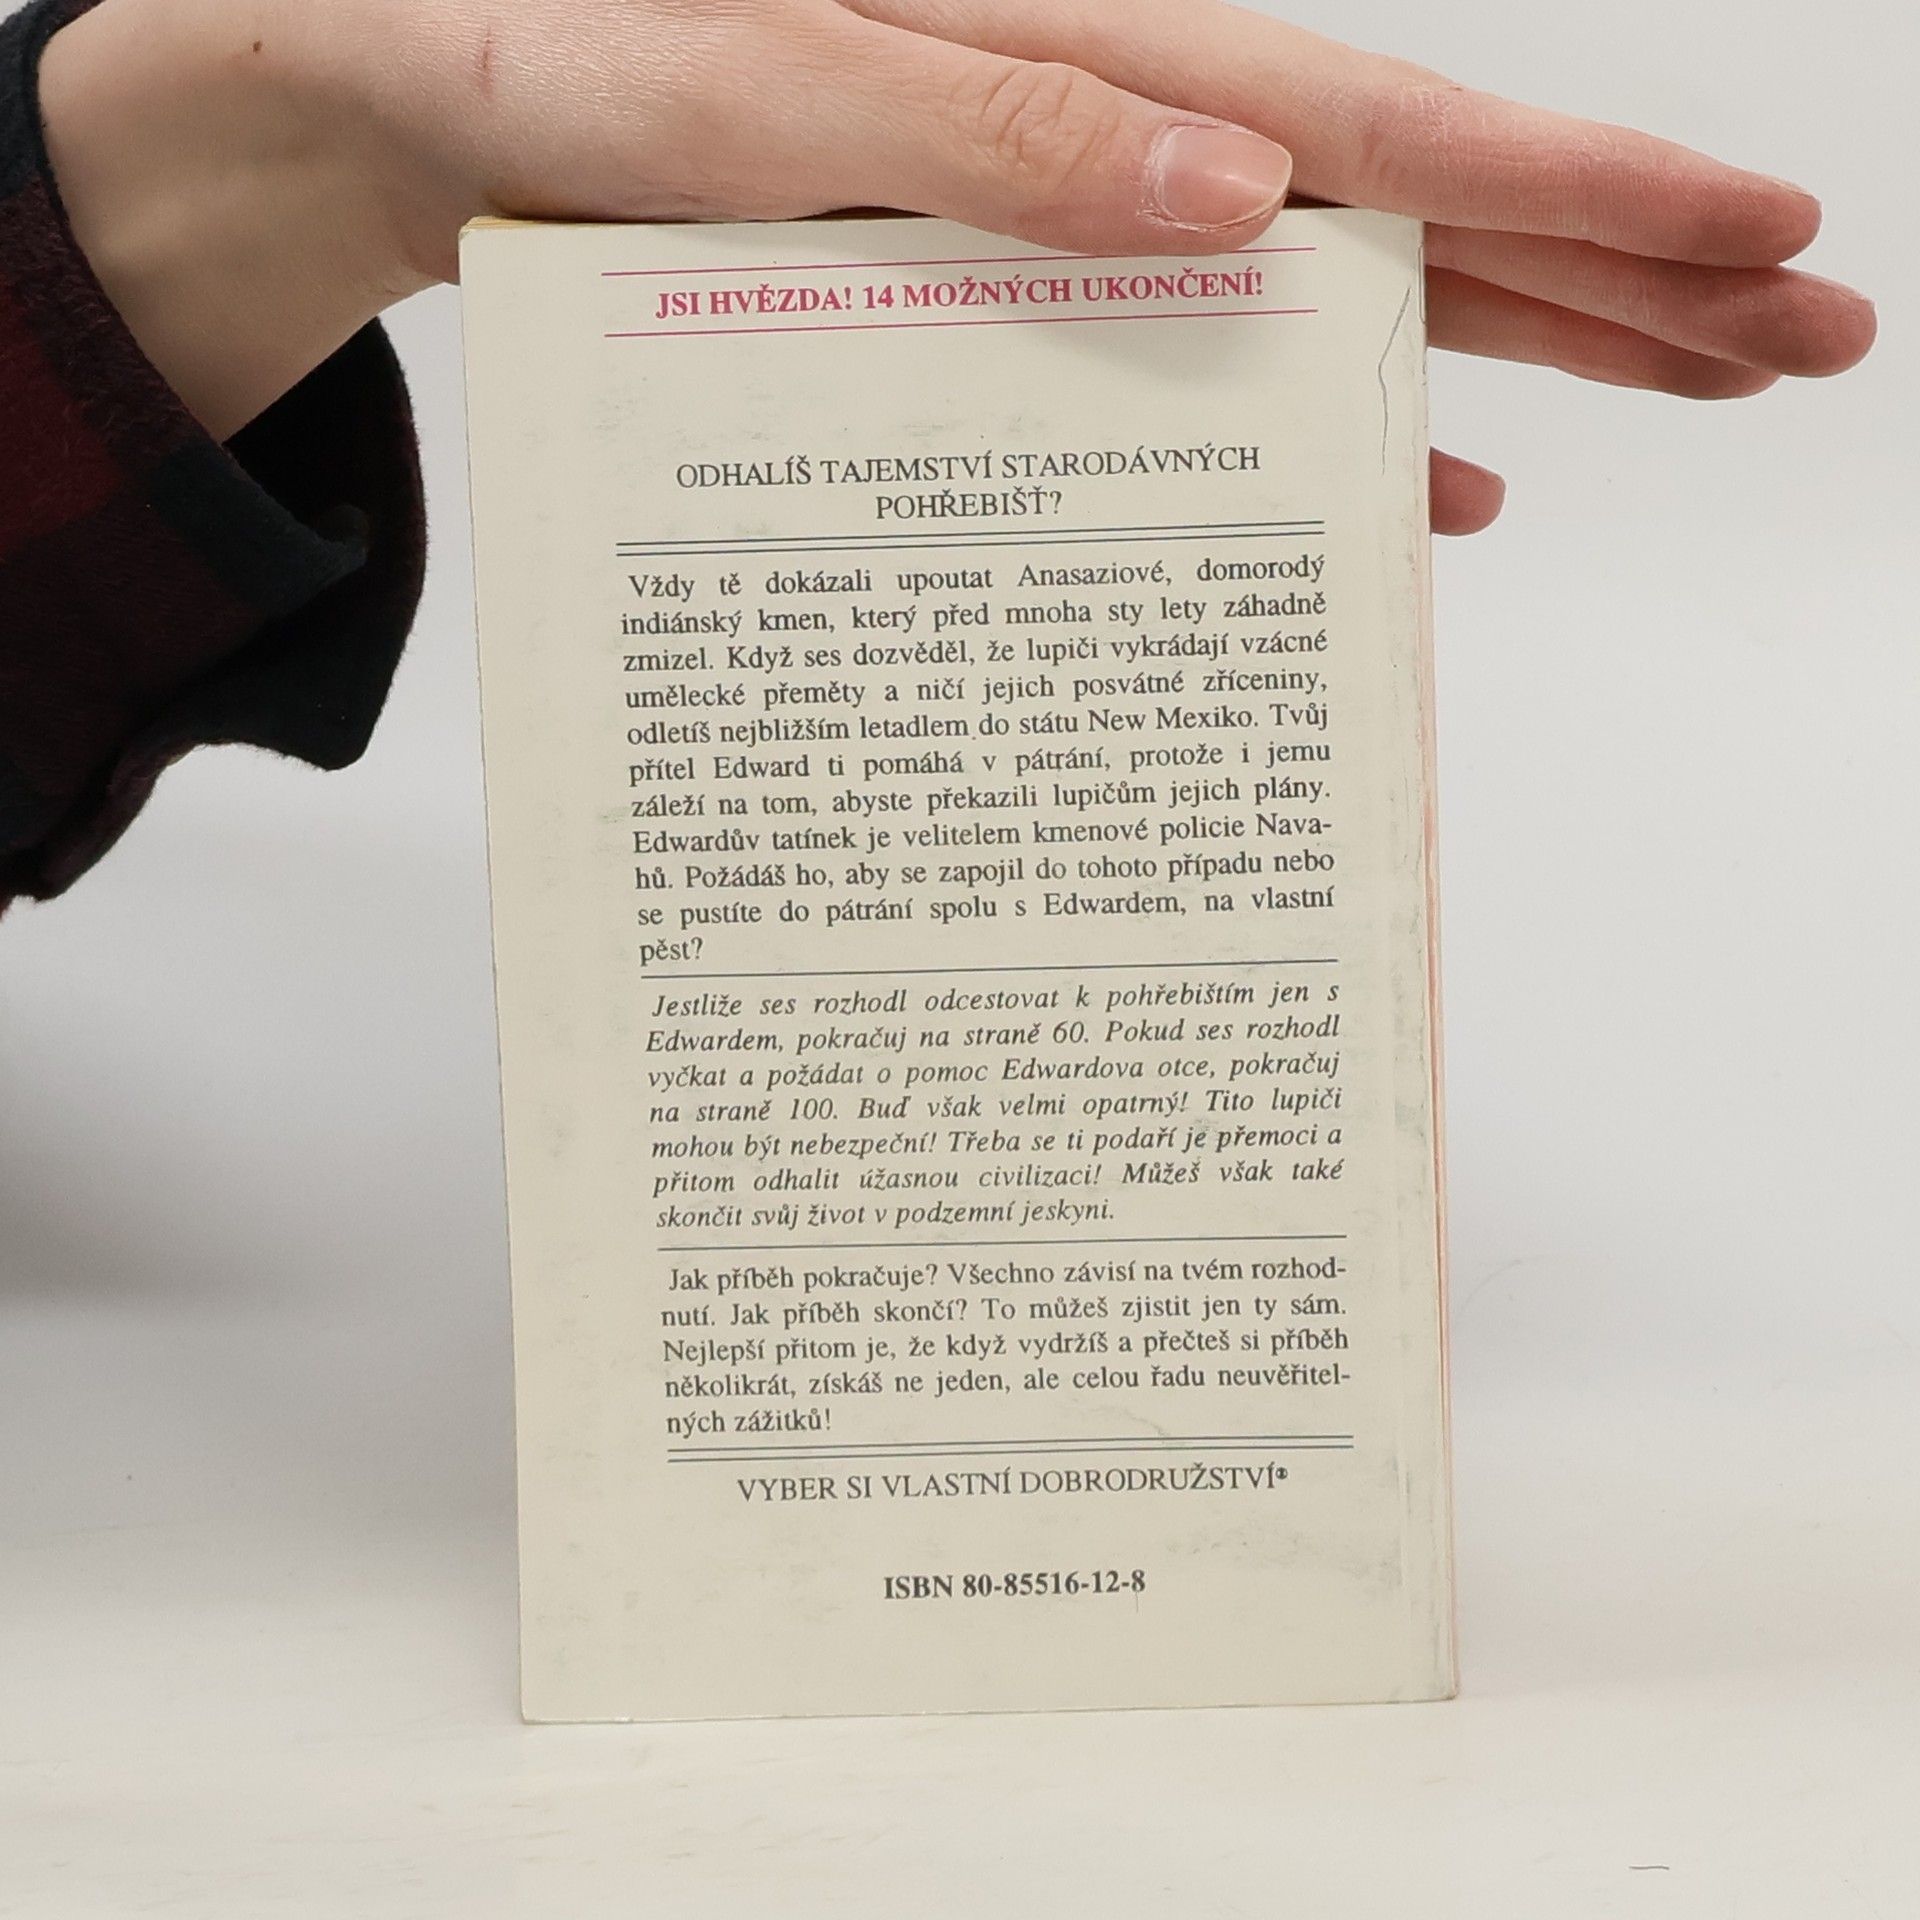 JSI HVĚZDA! 14 MOŽNÝCH UKONČENÍ!
ODHALÍŠ TAJEMSTVÍ STARODÁVNÝCH
POHŘEBIŠŤ?
Vždy tě dokázali upoutat Anasaziové, domorodý
indiánský kmen, který před mnoha sty lety záhadně
zmizel. Když ses dozvěděl, že lupiči vykrádají vzácné
umělecké přeměty a ničí jejich posvátné zříceniny,
odletíš nejbližším letadlem do státu New Mexiko. Tvůj
přítel Edward ti pomáhá v pátrání, protože i jemu
záleží na tom, abyste překazili lupičům jejich plány.
Edwardův tatínek je velitelem kmenové policie Nava-
hů. Požádáš ho, aby se zapojil do tohoto případu nebo
se pustíte do pátrání spolu s Edwardem, na vlastní
pěst?
Jestliže ses rozhodl odcestovat k pohřebištím jen s
Edwardem, pokračuj na straně 60. Pokud ses rozhodl
vyčkat a požádat o pomoc Edwardova otce, pokračuj
na straně 100. Buď však velmi opatrný! Tito lupiči
mohou být nebezpeční! Třeba se ti podaří je přemoci a
přitom odhalit úžasnou civilizaci! Můžeš však také
skončit svůj život v podzemní jeskyni.
Jak příběh pokračuje? Všechno závisí na tvém rozhod-
nutí. Jak příběh skončí? To můžeš zjistit jen ty sám.
Nejlepší přitom je, že když vydržíš a přečteš si příběh
několikrát, získáš ne jeden, ale celou řadu neuvěřitel-
ných zážitků!
VYBER SI VLASTNÍ DOBRODRUŽSTVÍ®
ISBN 80-85516-12-8